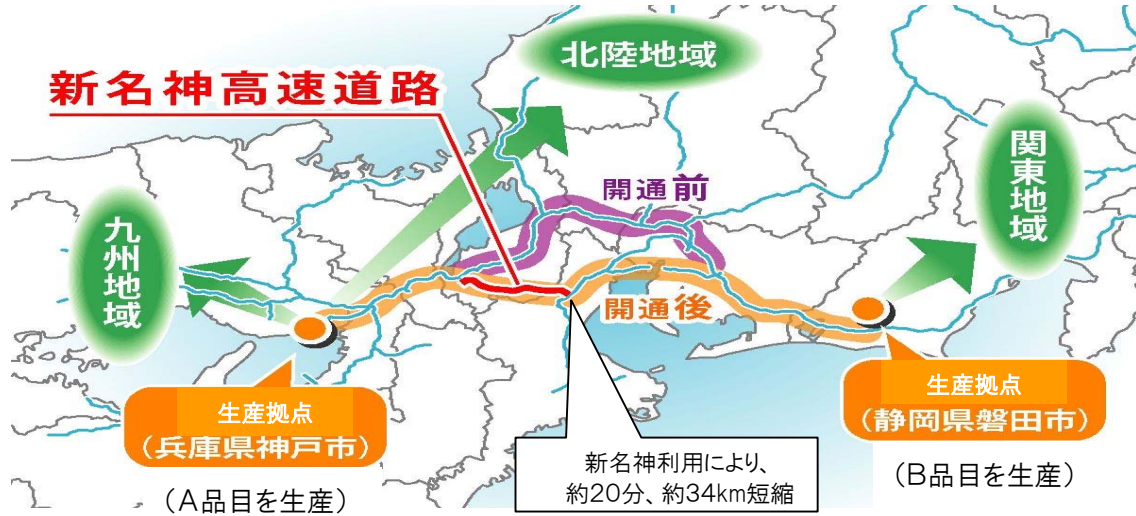 北陸地域
新名神高速道路
関東地域
開通前
九州地域
開通後
生産拠点
(兵庫県神戸市)
(A品目を生産)
新名神利用により、
約20分、約34km短縮
生産拠点
(静岡県磐田市)
(B品目を生産)